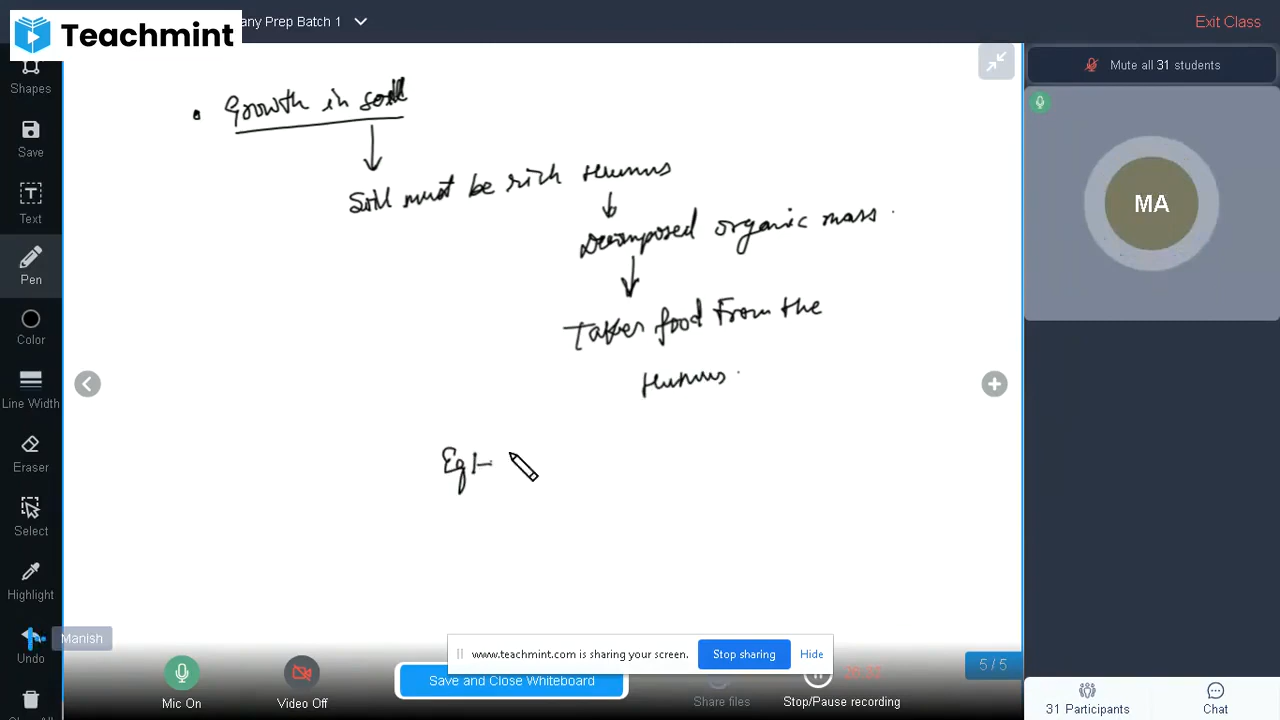 Teachmint
any Prep Batch 1
Exit Class
Shapes
Save
Text
Pen
Color
Line Width
Eraser
Select
Highlight
Undo
Manish
Growth in soil
Soil must be rich Humus
Decomposed organic mass.
Takes food from the
Humus.
Eg:-
Mute all 31 students
MA
www.teachmint.com is sharing your screen.
Stop sharing
Hide
5 / 5
Save and Close Whiteboard
Mic On
Video Off
Share files
Stop/Pause recording
31 Participants
Chat